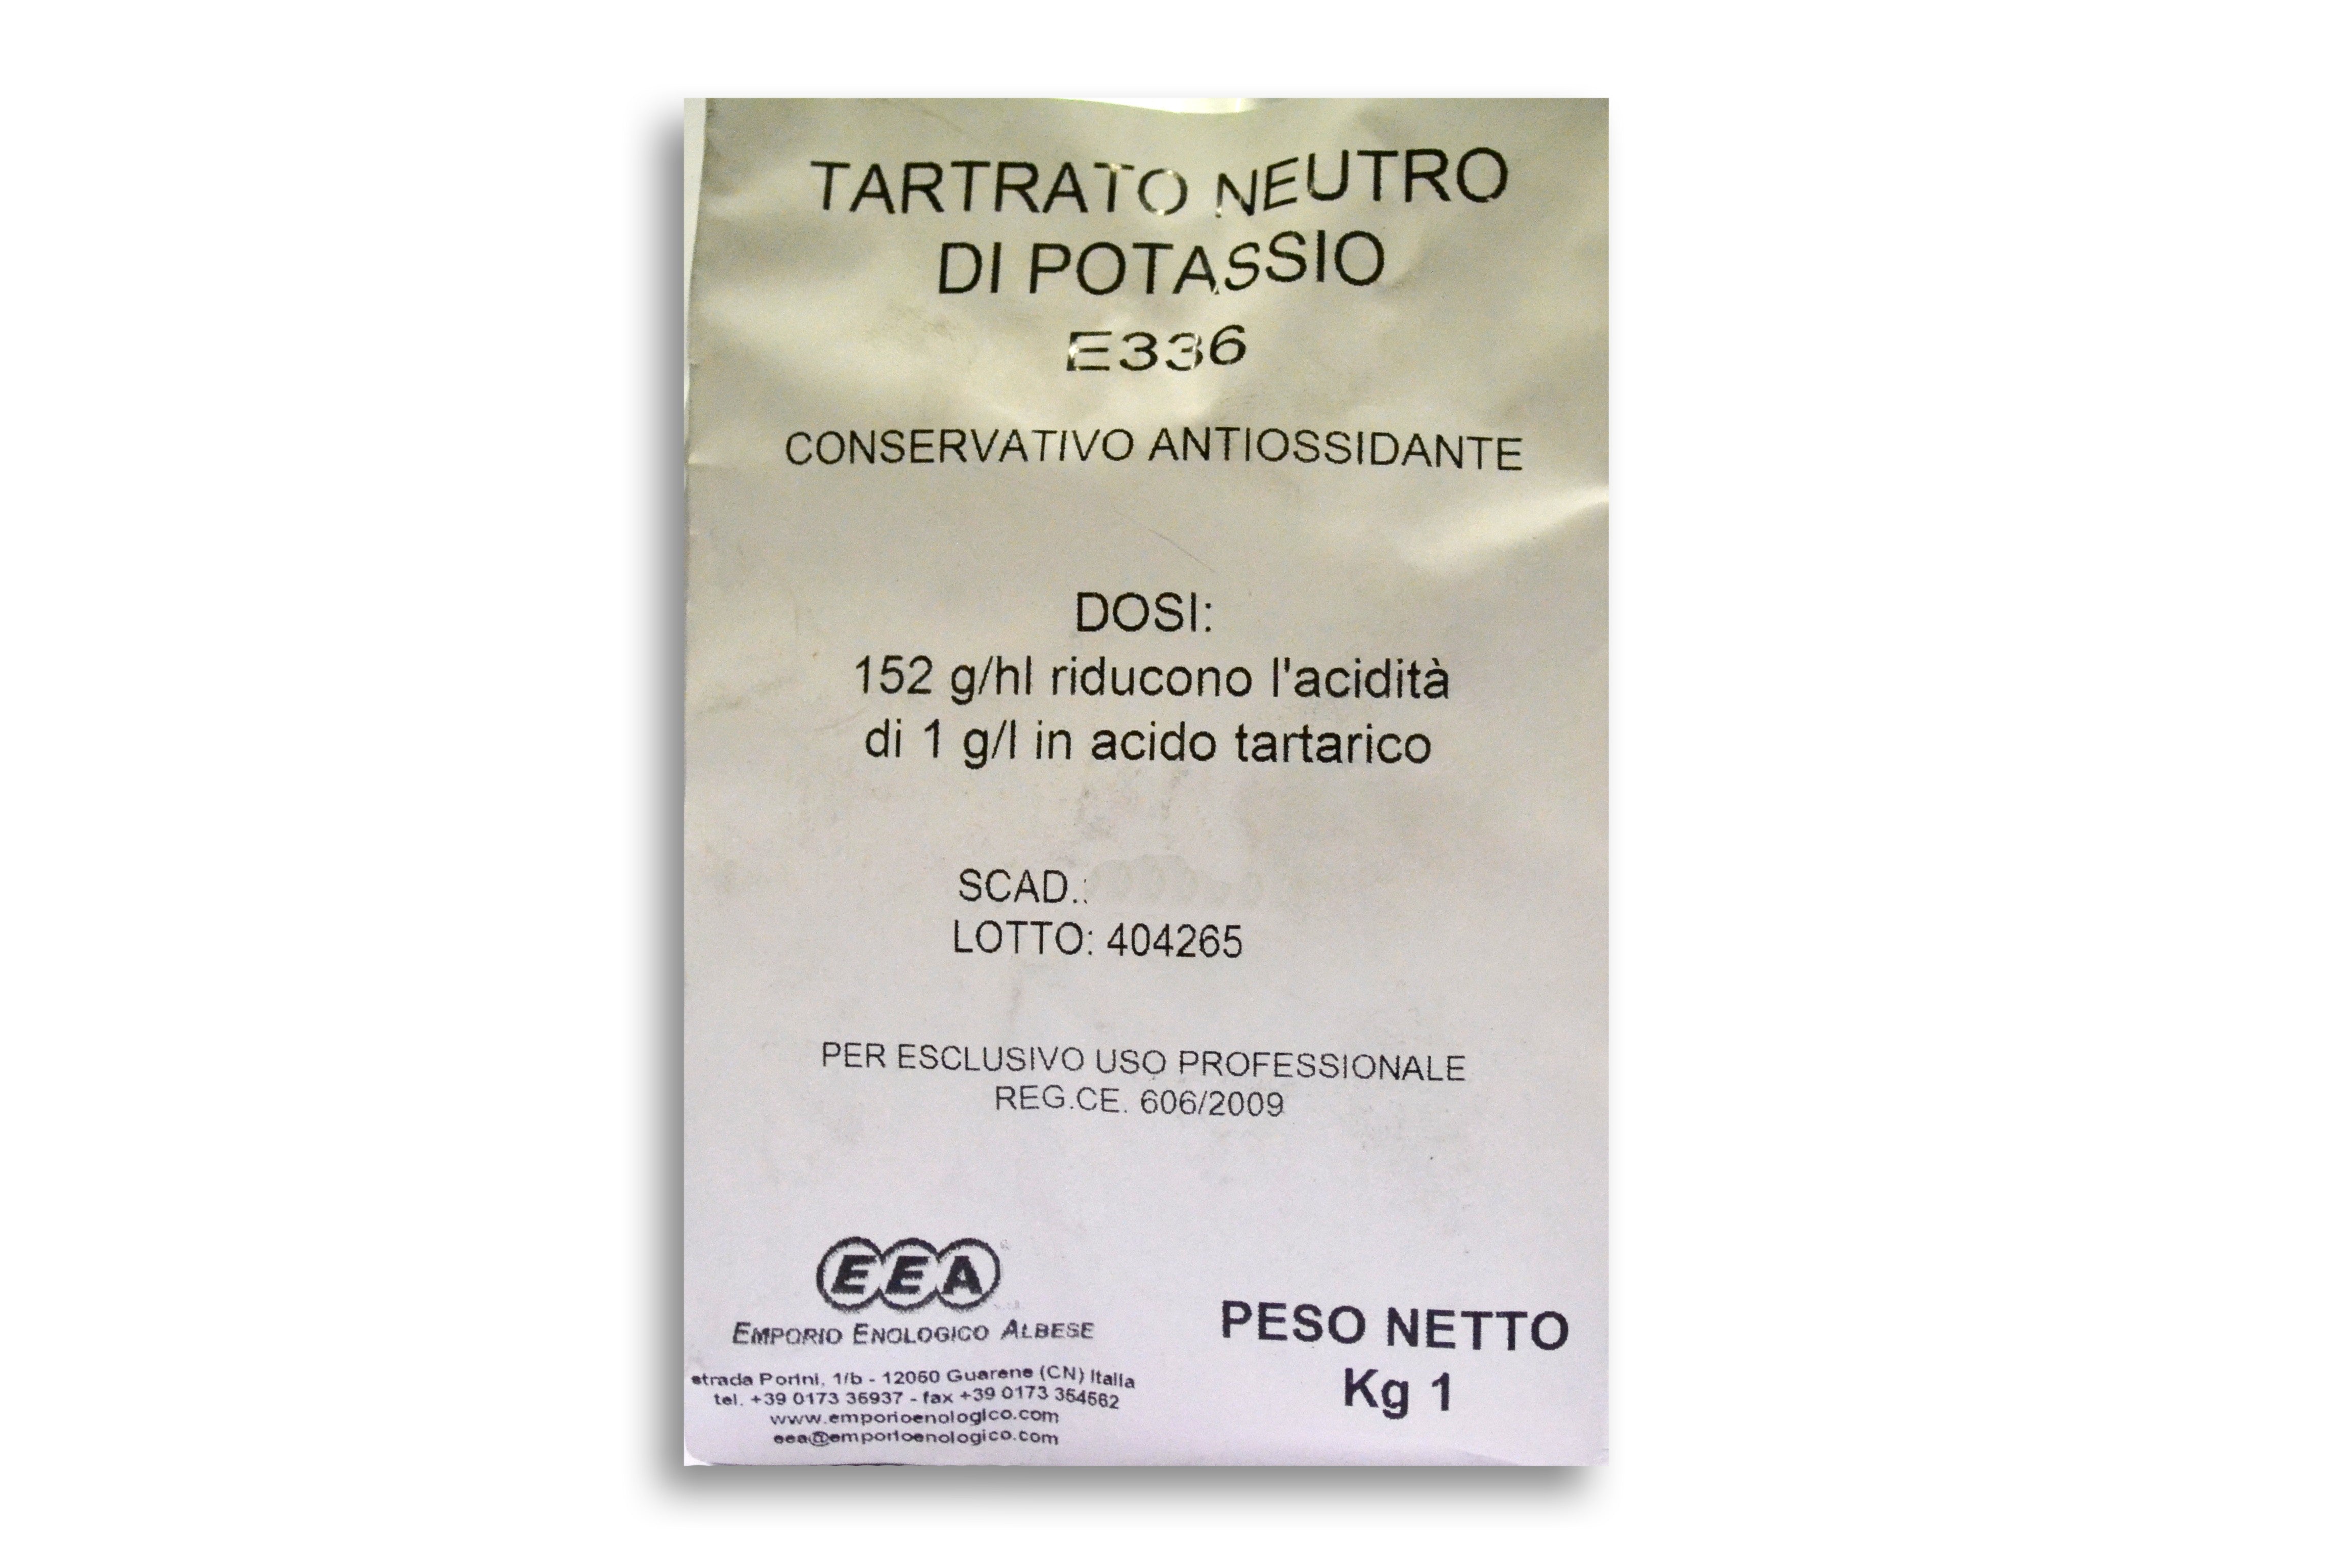 TARTRATO NEUTRO
DI POTASSIO
E336
CONSERVATIVO ANTIOSSIDANTE
DOSI:
152 g/hl riducono l'acidità
di 1 g/l in acido tartarico
SCAD.:
LOTTO: 404265
PER ESCLUSIVO USO PROFESSIONALE
REG.CE. 606/2009
EEA
EMPORIO ENOLOGICO ALBESE
strada Porini, 1/b - 12050 Guarene (CN) Italia
tel. +39 0173 35937 - fax +39 0173 354562
www.emporioenologico.com
eea@emporioenologico.com
PESO NETTO
Kg 1